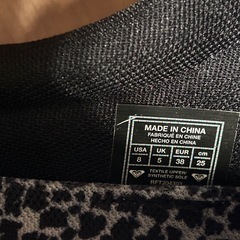 MADE IN CHINA
FABRIQUÉ EN CHINE
HECHO EN CHINA
USA UK EUR cm
8 5 38 25
TEXTILE UPPER/
SYNTHETIC SOLE